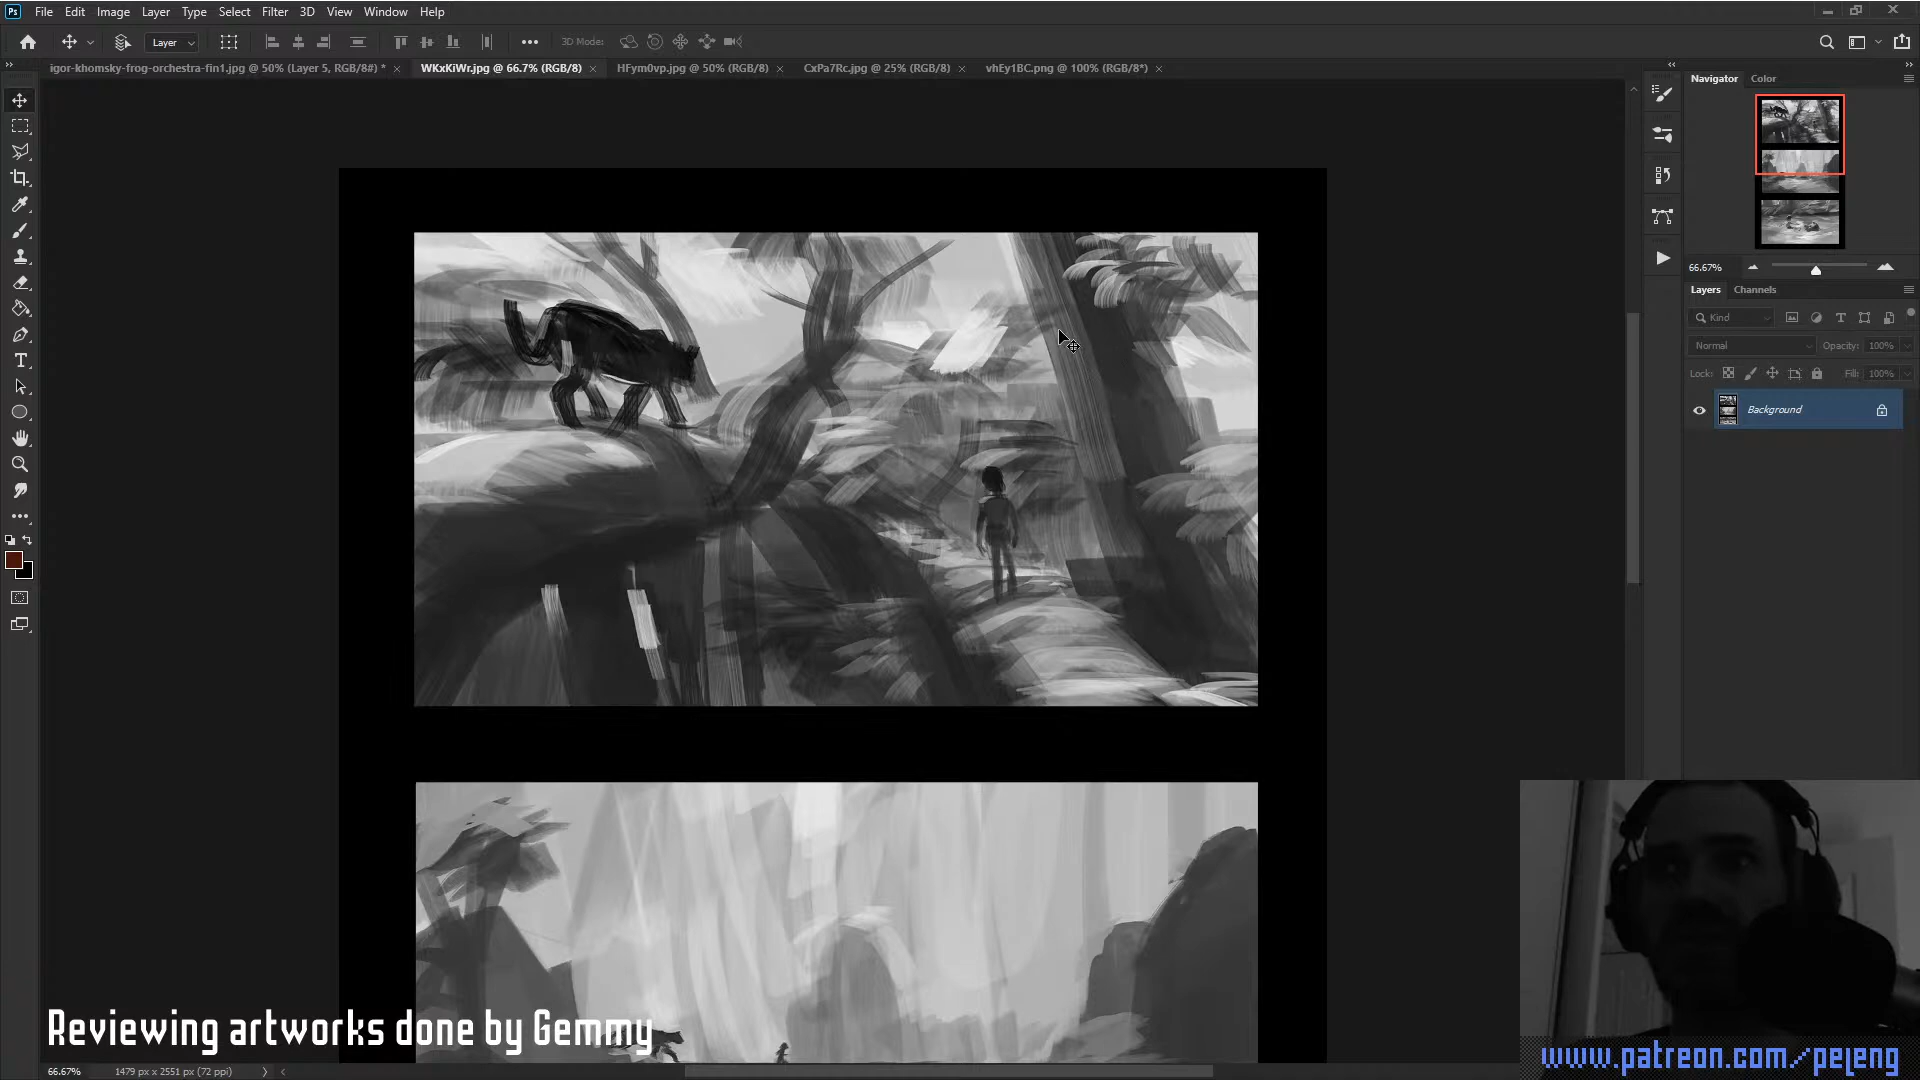 Ps File Edit Image Layer Type Select Filter 3D View Window Help
Layer 3D Mode:
igor-khomsky-frog-orchestra-fin1.jpg @ 50% (Layer 5, RGB/8#) * WKxKiWr.jpg @ 66.7% (RGB/8) HFym0vp.jpg @ 50% (RGB/8) CxPa7Rc.jpg @ 25% (RGB/8) vhEy1BC.png @ 100% (RGB/8*)
Navigator Color
66.67%
Layers Channels
Kind
Normal Opacity: 100%
Lock: Fill: 100%
Background
Reviewing artworks done by Gemmy
www.patreon.com/peleng
66.67% 1479 px x 2551 px (72 ppi)